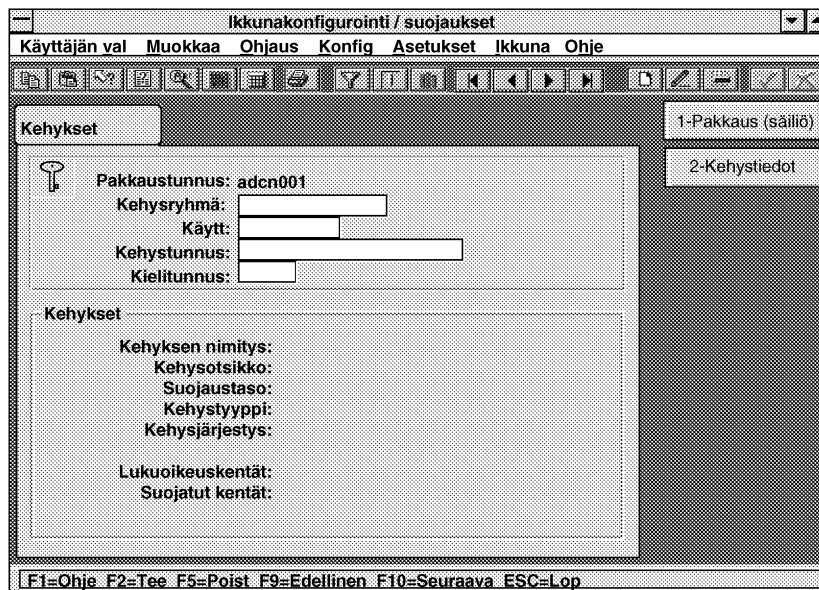 Ikkunakonfigurointi / suojaukset
Käyttäjän val Muokkaa Ohjaus Konfig Asetukset Ikkuna Ohje
Kehykset
1-Pakkaus (säiliö)
2-Kehystiedot
Pakkaustunnus: adcn001
Kehysryhmä:
Käytt:
Kehystunnus:
Kielitunnus:
Kehykset
Kehyksen nimitys:
Kehysotsikko:
Suojaustaso:
Kehystyyppi:
Kehysjärjestys:
Lukuoikeuskentät:
Suojatut kentät:
F1=Ohje F2=Tee F5=Poist F9=Edellinen F10=Seuraava ESC=Lop